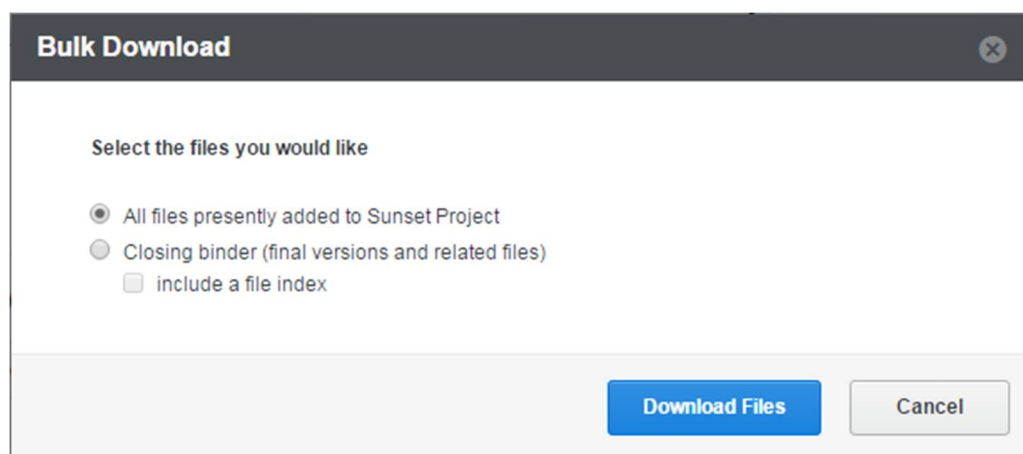 Bulk Download
Select the files you would like
All files presently added to Sunset Project
Closing binder (final versions and related files)
include a file index
Download Files
Cancel